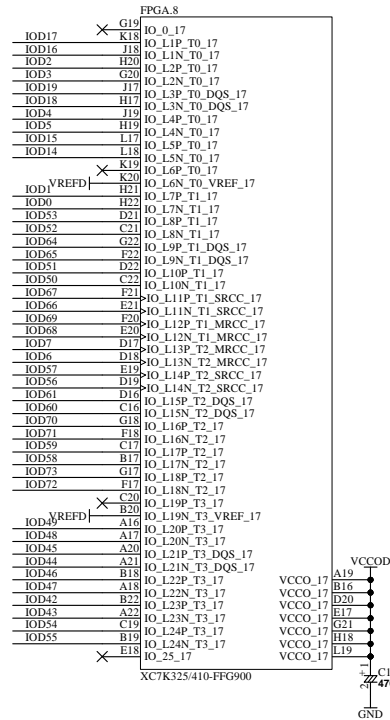 FPGA.8
G19 IO_0_17
IOD17 K18 IO_L1P_T0_17
IOD16 J18 IO_L1N_T0_17
IOD2 H20 IO_L2P_T0_17
IOD3 G20 IO_L2N_T0_17
IOD19 J17 IO_L3P_T0_DQS_17
IOD18 H17 IO_L3N_T0_DQS_17
IOD4 J19 IO_L4P_T0_17
IOD5 H19 IO_L4N_T0_17
IOD15 L17 IO_L5P_T0_17
IOD14 L18 IO_L5N_T0_17
K19 IO_L6P_T0_17
VREFD K20 IO_L6N_T0_VREF_17
IOD1 H21 IO_L7P_T1_17
IOD0 H22 IO_L7N_T1_17
IOD53 D21 IO_L8P_T1_17
IOD52 C21 IO_L8N_T1_17
IOD64 G22 IO_L9P_T1_DQS_17
IOD65 F22 IO_L9N_T1_DQS_17
IOD51 D22 IO_L10P_T1_17
IOD50 C22 IO_L10N_T1_17
IOD67 F21 IO_L11P_T1_SRCC_17
IOD66 E21 IO_L11N_T1_SRCC_17
IOD69 F20 IO_L12P_T1_MRCC_17
IOD68 E20 IO_L12N_T1_MRCC_17
IOD7 D17 IO_L13P_T2_MRCC_17
IOD6 D18 IO_L13N_T2_MRCC_17
IOD57 E19 IO_L14P_T2_SRCC_17
IOD56 D19 IO_L14N_T2_SRCC_17
IOD61 D16 IO_L15P_T2_DQS_17
IOD60 C16 IO_L15N_T2_DQS_17
IOD70 G18 IO_L16P_T2_17
IOD71 F18 IO_L16N_T2_17
IOD59 C17 IO_L17P_T2_17
IOD58 B17 IO_L17N_T2_17
IOD73 G17 IO_L18P_T2_17
IOD72 F17 IO_L18N_T2_17
C20 IO_L19P_T3_17
VREFD B20 IO_L19N_T3_VREF_17
IOD49 A16 IO_L20P_T3_17
IOD48 A17 IO_L20N_T3_17
IOD45 A20 IO_L21P_T3_DQS_17
IOD44 A21 IO_L21N_T3_DQS_17 VCCOD
IOD46 B18 IO_L22P_T3_17 VCCO_17 A19
IOD47 A18 IO_L22N_T3_17 VCCO_17 B16
IOD42 B22 IO_L23P_T3_17 VCCO_17 D20
IOD43 A22 IO_L23N_T3_17 VCCO_17 E17
IOD54 C19 IO_L24P_T3_17 VCCO_17 G21
IOD55 B19 IO_L24N_T3_17 VCCO_17 H18
E18 IO_25_17 VCCO_17 L19
XC7K325/410-FFG900
1 +
2
GND